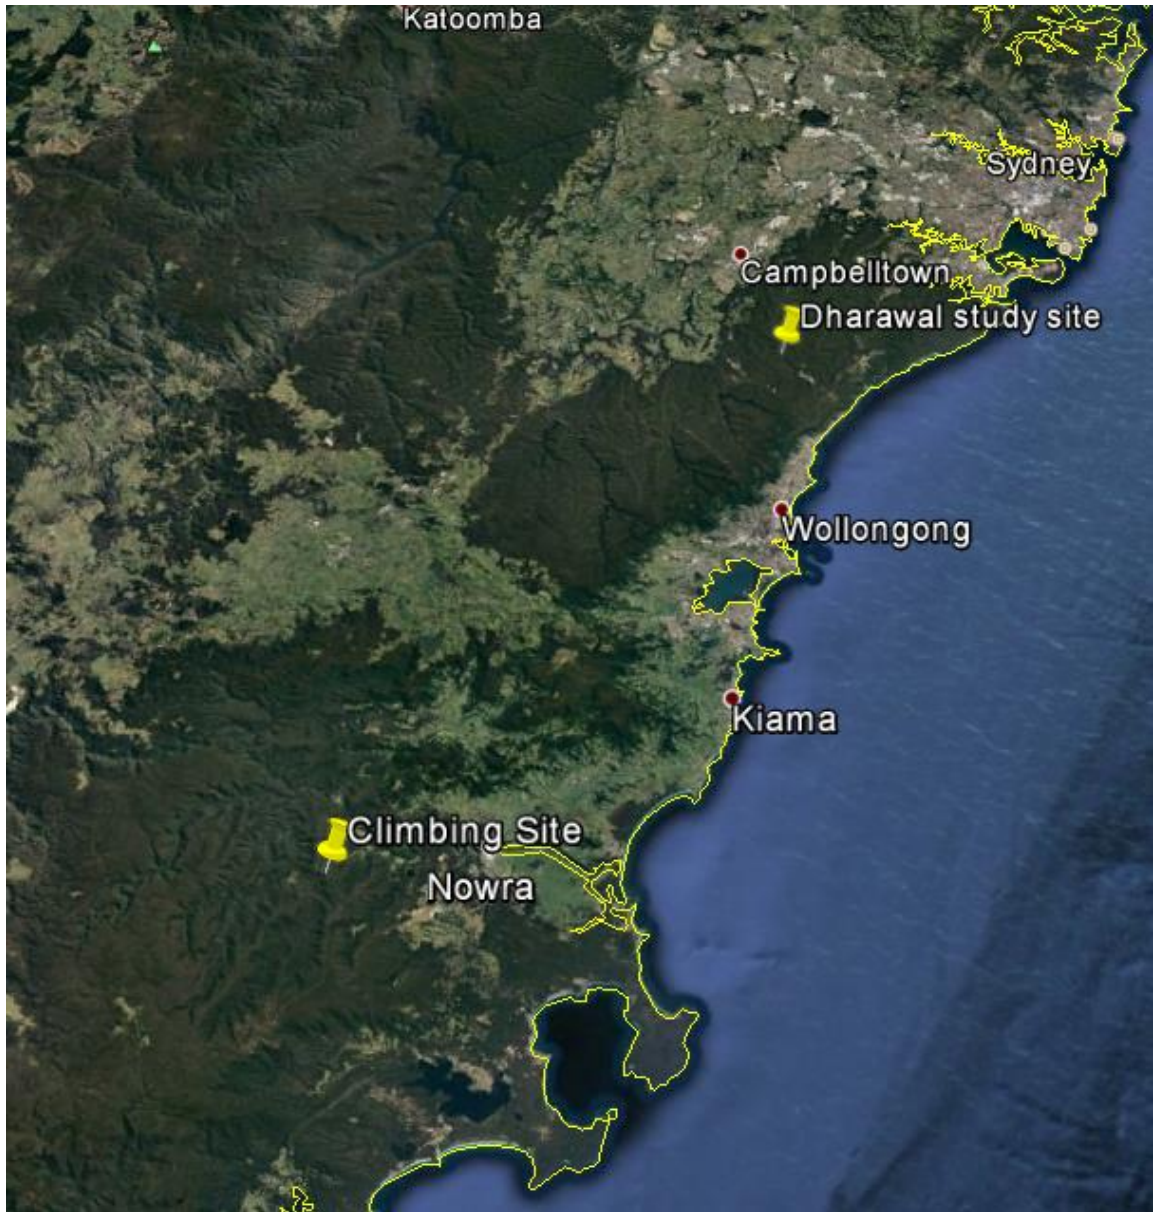 Katoomba
Sydney
Campbelltown
Dharawal study site
Wollongong
Kiama
Climbing Site
Nowra